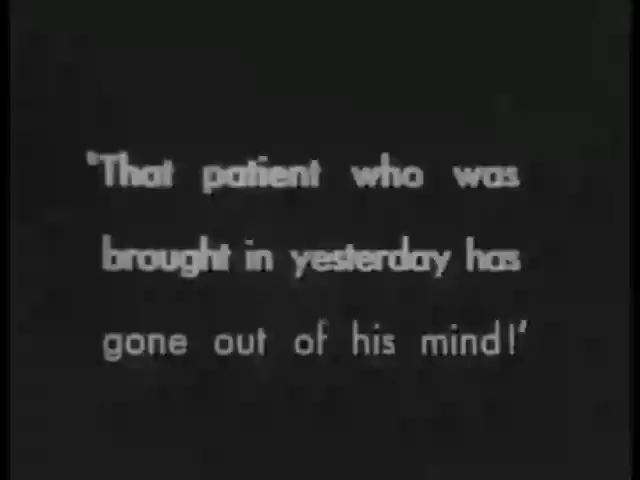 'That patient who was
brought in yesterday has
gone out of his mind!'